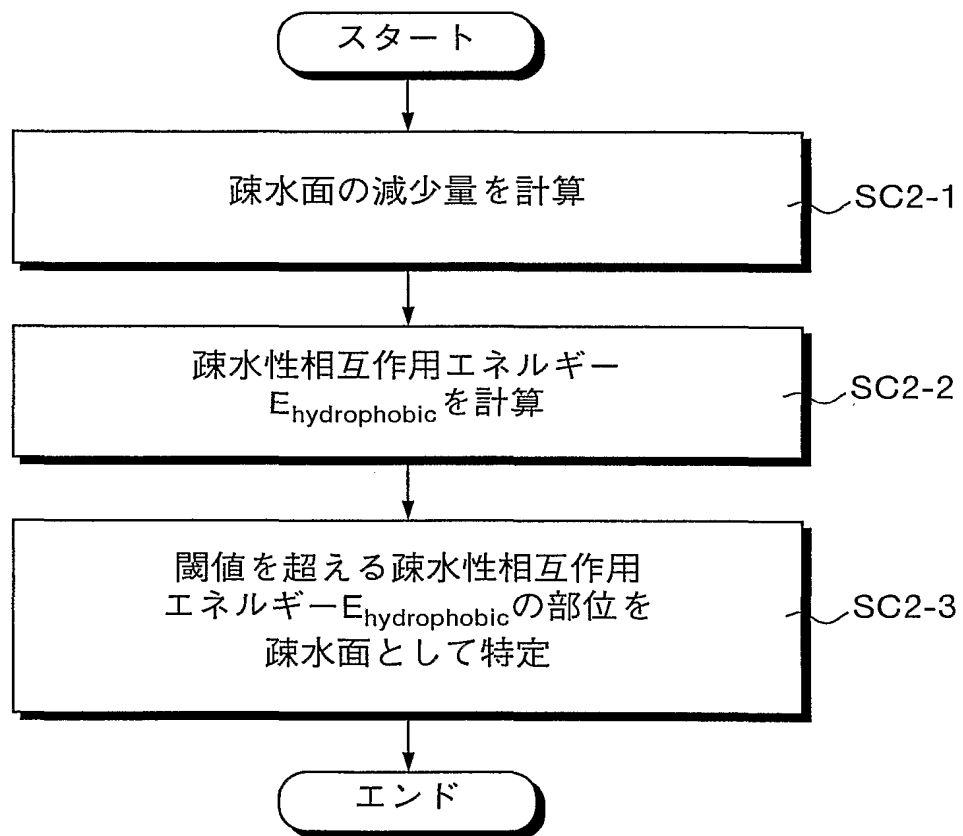 スタート
疎水面の減少量を計算
SC2-1
疎水性相互作用エネルギー
E_hydrophobicを計算
SC2-2
閾値を超える疎水性相互作用
エネルギーE_hydrophobicの部位を
疎水面として特定
SC2-3
エンド